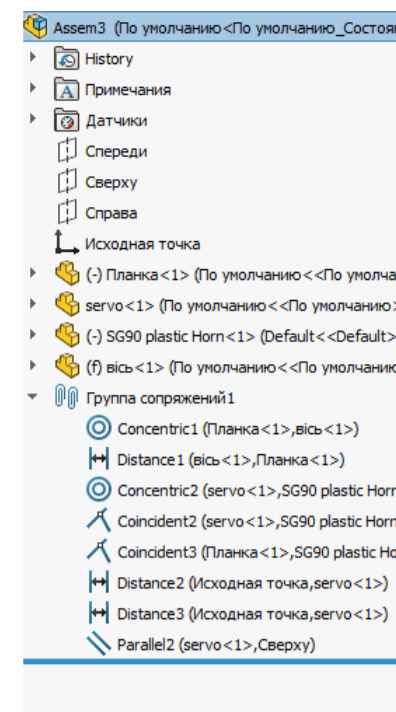 Assem3 (По умолчанию<По умолчанию_Состоя
History
Примечания
Датчики
Спереди
Сверху
Справа
Исходная точка
(-) Планка<1> (По умолчанию<<По умолча
servo<1> (По умолчанию<<По умолчанию>
(-) SG90 plastic Horn<1> (Default<<Default>
(f) вісь<1> (По умолчанию<<По умолчанию
Группа сопряжений1
Concentric1 (Планка<1>,вісь<1>)
Distance1 (вісь<1>,Планка<1>)
Concentric2 (servo<1>,SG90 plastic Horn
Coincident2 (servo<1>,SG90 plastic Horn
Coincident3 (Планка<1>,SG90 plastic Ho
Distance2 (Исходная точка,servo<1>)
Distance3 (Исходная точка,servo<1>)
Parallel2 (servo<1>,Сверху)